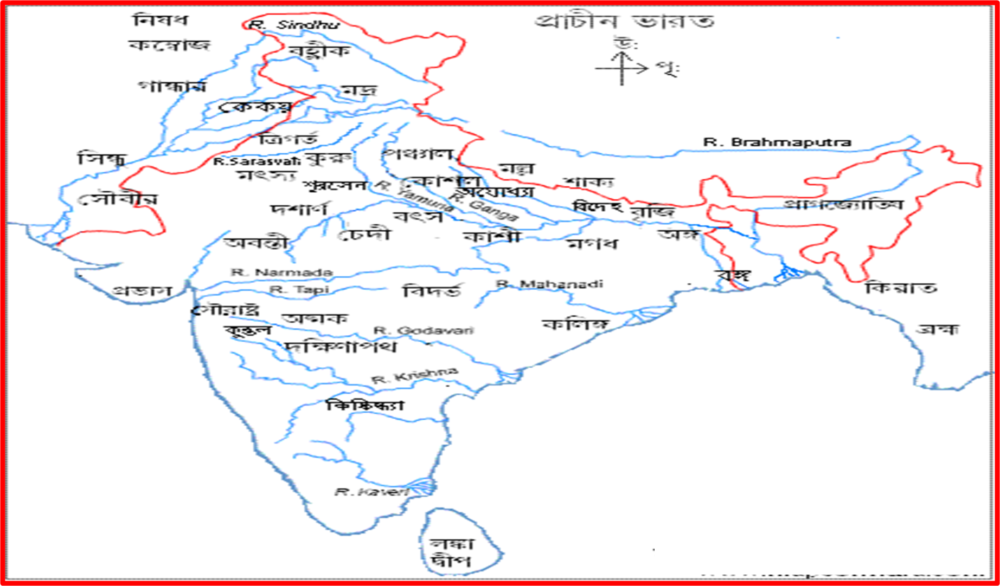 নিষধ
R. Sindhu
প্রাচীন ভারত
কম্বোজ
বহ্লীক
উ:
পূ:
গান্ধার
মদ্র
কেকয়
ত্রিগর্ত
R. Brahmaputra
সিন্ধু
R.Sarasvati
কুরু
পঞ্চাল
মৎস্য
মল্ল
শূরসেন
কোশল
শাক্য
অযোধ্যা
সৌবীর
R. Yamuna
R. Ganga
দশার্ণ
বিদেহ
বৃজি
প্রাগজ্যোতিষ
বৎস
চেদী
কাশী
অঙ্গ
অবন্তী
মগধ
R. Narmada
বঙ্গ
R. Tapi
বিদর্ভ
R. Mahanadi
কিরাত
প্রভাস
সৌরাষ্ট্র
অশ্মক
কলিঙ্গ
কুন্তল
R. Godavari
ব্রহ্ম
দক্ষিণাপথ
R. Krishna
কিষ্কিন্ধ্যা
R. Kaveri
লঙ্কা
দ্বীপ